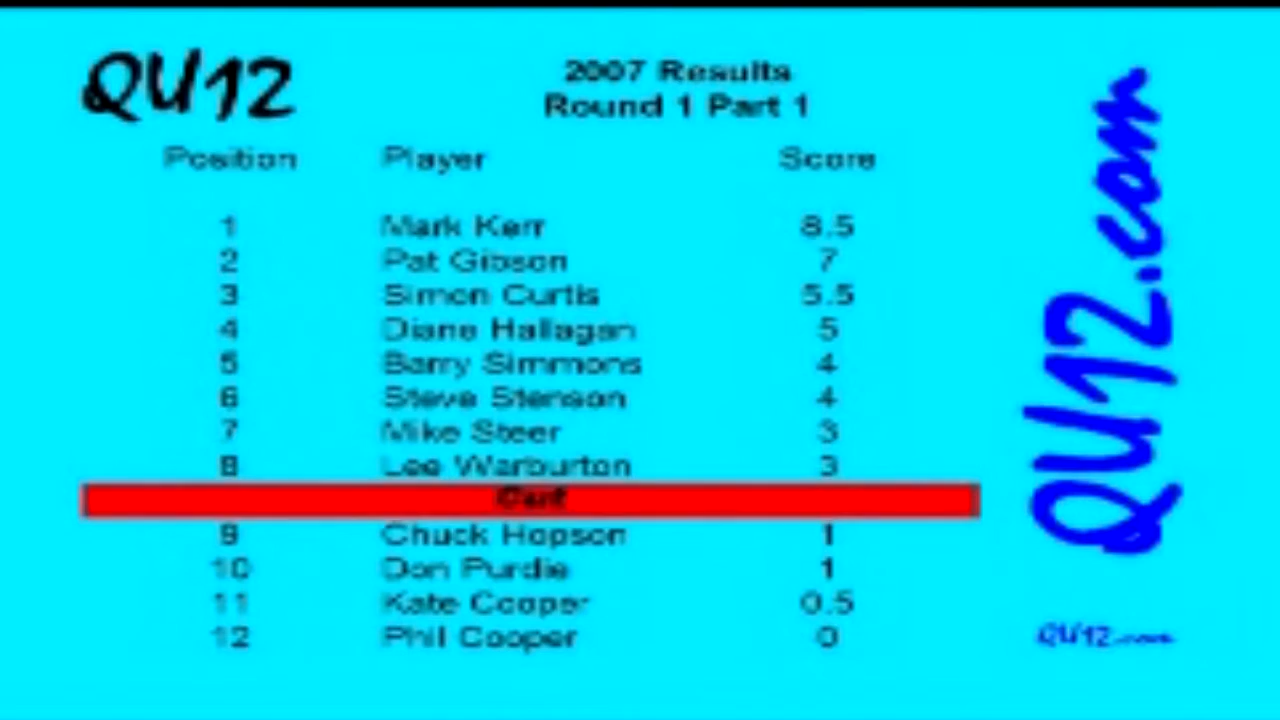 QU12
2007 Results
Round 1 Part 1
Position Player Score
1 Mark Kerr 8.5
2 Pat Gibson 7
3 Simon Curtis 5.5
4 Diane Hallagan 5
5 Barry Simmons 4
6 Steve Stenson 4
7 Mike Steer 3
8 Lee Warburton 3
9 Chuck Hopson 1
10 Don Purdie 1
11 Kate Cooper 0.5
12 Phil Cooper 0
QU12.com
QU12.com